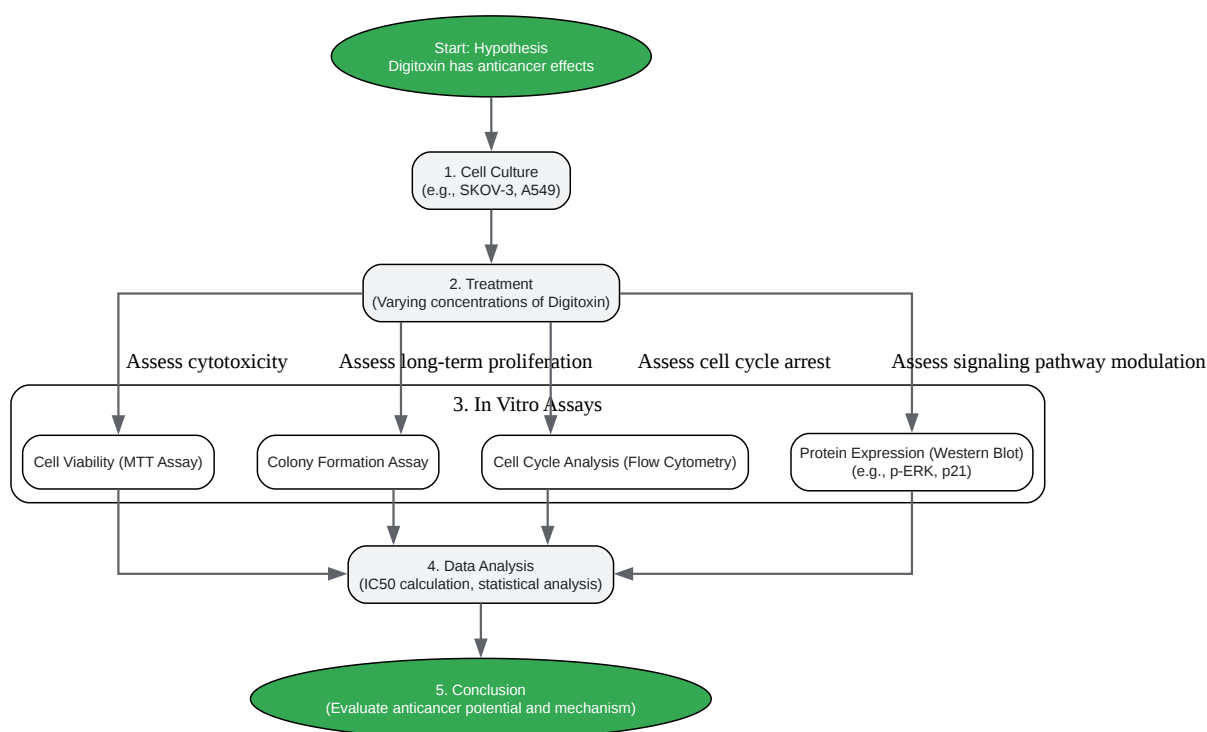 Start: Hypothesis
Digitoxin has anticancer effects
1. Cell Culture
(e.g., SKOV-3, A549)
2. Treatment
(Varying concentrations of Digitoxin)
Assess cytotoxicity
Assess long-term proliferation
Assess cell cycle arrest
Assess signaling pathway modulation
3. In Vitro Assays
Cell Viability (MTT Assay)
Colony Formation Assay
Cell Cycle Analysis (Flow Cytometry)
Protein Expression (Western Blot)
(e.g., p-ERK, p21)
4. Data Analysis
(IC50 calculation, statistical analysis)
5. Conclusion
(Evaluate anticancer potential and mechanism)